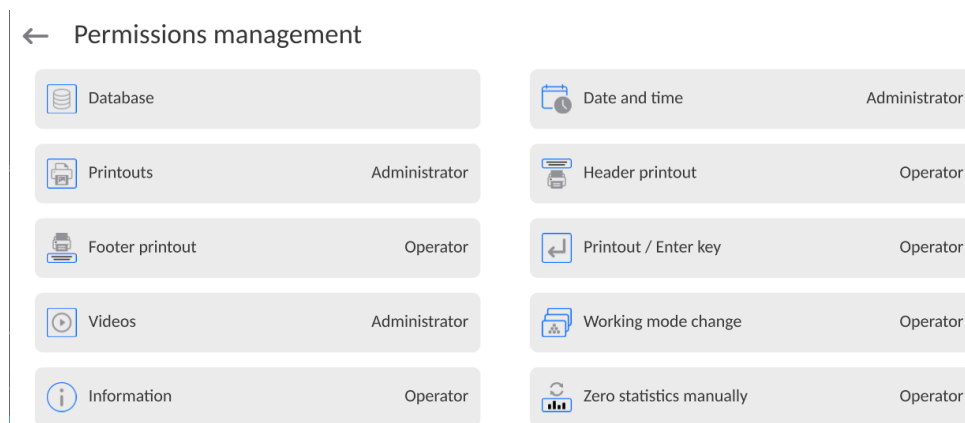 Permissions management
Database
Date and time Administrator
Printouts Administrator
Header printout Operator
Footer printout Operator
Printout / Enter key Operator
Videos Administrator
Working mode change Operator
Information Operator
Zero statistics manually Operator